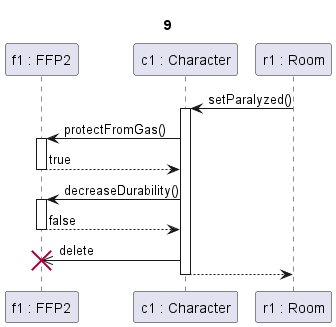 9
f1 : FFP2
c1 : Character
r1 : Room
setParalyzed()
protectFromGas()
true
decreaseDurability()
false
delete
f1 : FFP2
c1 : Character
r1 : Room